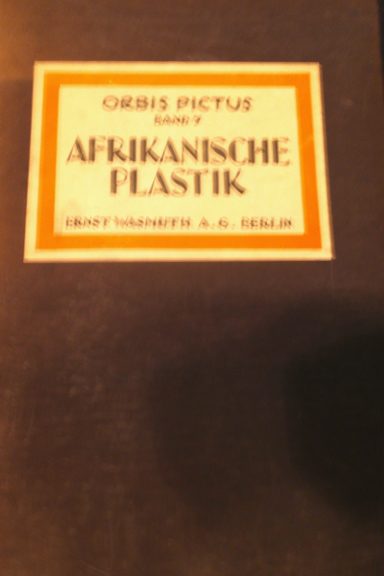 ORBIS PICTUS
BAND 7
AFRIKANISCHE
PLASTIK
ERNST WASMUTH A. G. BERLIN